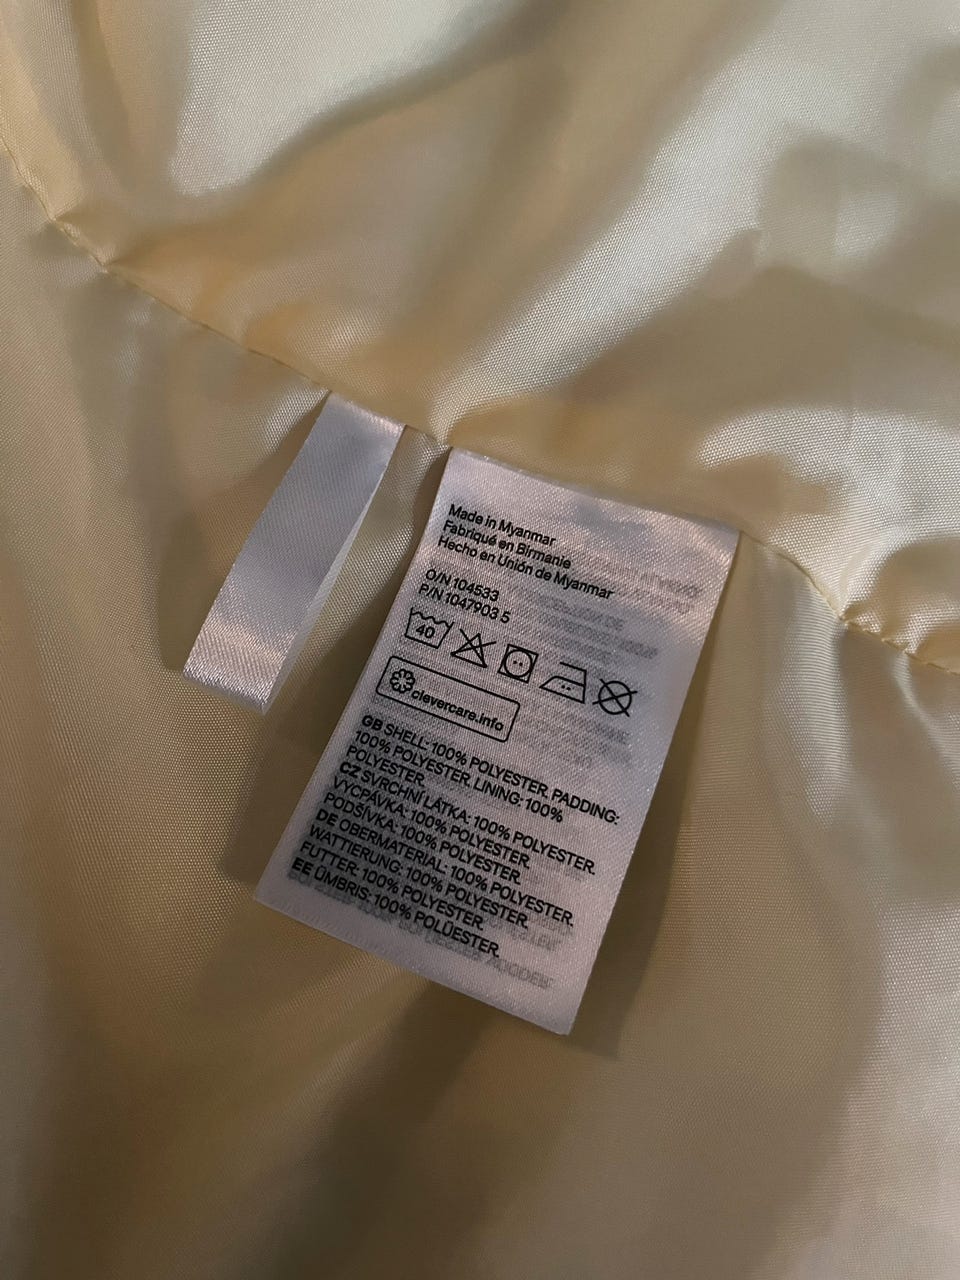 Made in Myanmar
Fabriqué en Birmanie
Hecho en Unión de Myanmar
O/N 104533
P/N 1047903 5
40
clevercare.info
GB SHELL: 100% POLYESTER. PADDING:
100% POLYESTER. LINING: 100%
POLYESTER
CZ SVRCHNÍ LÁTKA: 100% POLYESTER.
VÝCPÁVKA: 100% POLYESTER.
PODŠÍVKA: 100% POLYESTER.
DE OBERMATERIAL: 100% POLYESTER.
WATTIERUNG: 100% POLYESTER.
FUTTER: 100% POLYESTER.
EE ÜMBRIS: 100% POLÜESTER.